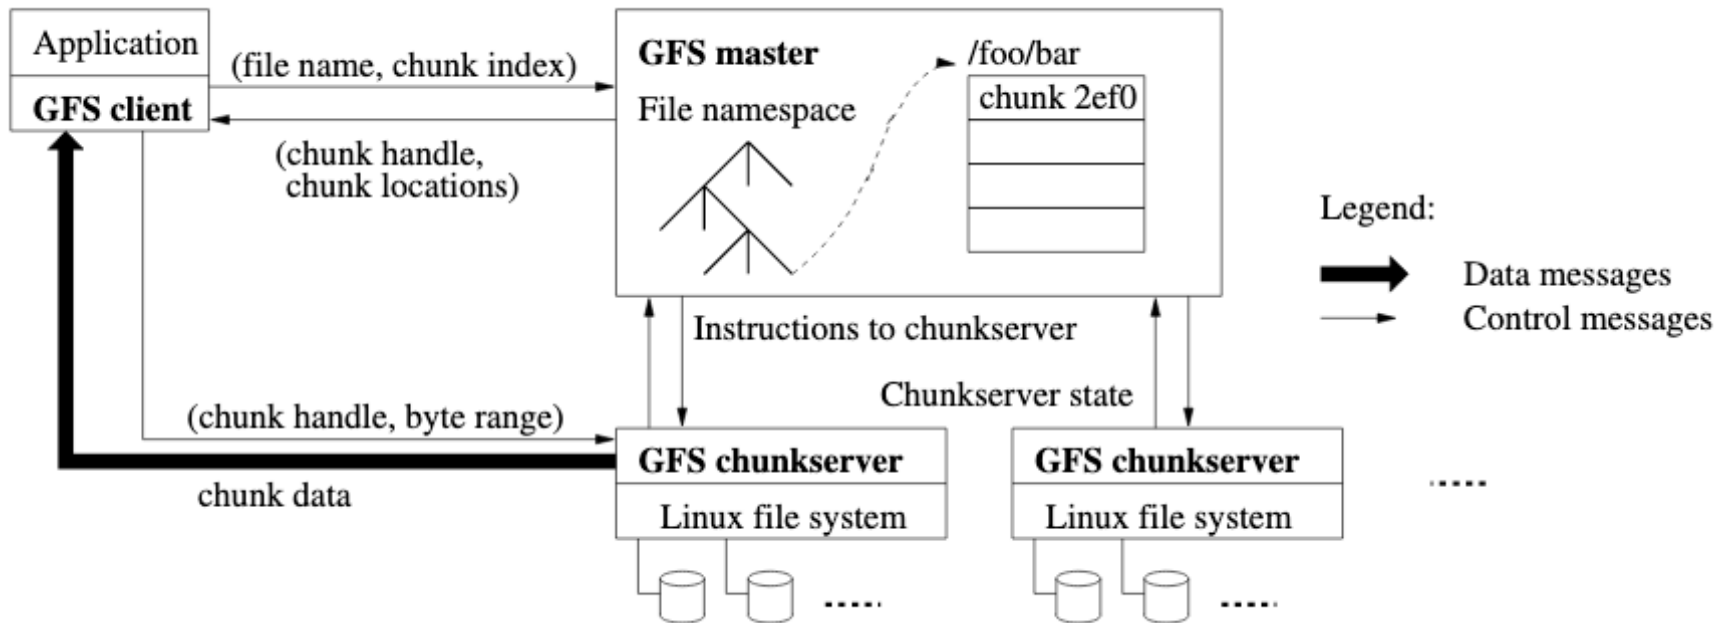 Application
GFS client
(file name, chunk index)
(chunk handle,
chunk locations)
GFS master
File namespace
/foo/bar
chunk 2ef0
Legend:
Data messages
Control messages
Instructions to chunkserver
Chunkserver state
(chunk handle, byte range)
chunk data
GFS chunkserver
Linux file system
GFS chunkserver
Linux file system